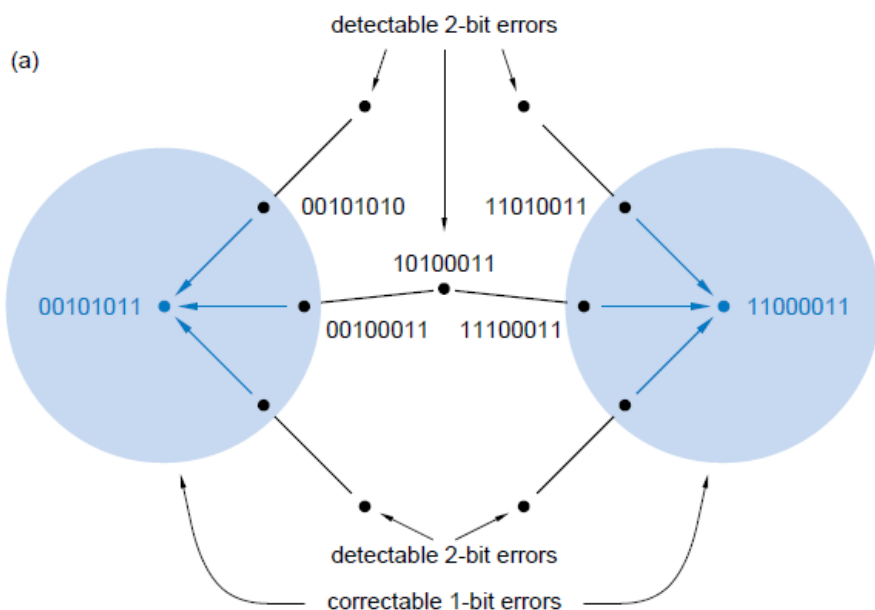 detectable 2-bit errors
(a)
00101010 11010011
10100011
00101011 11000011
00100011 11100011
detectable 2-bit errors
correctable 1-bit errors